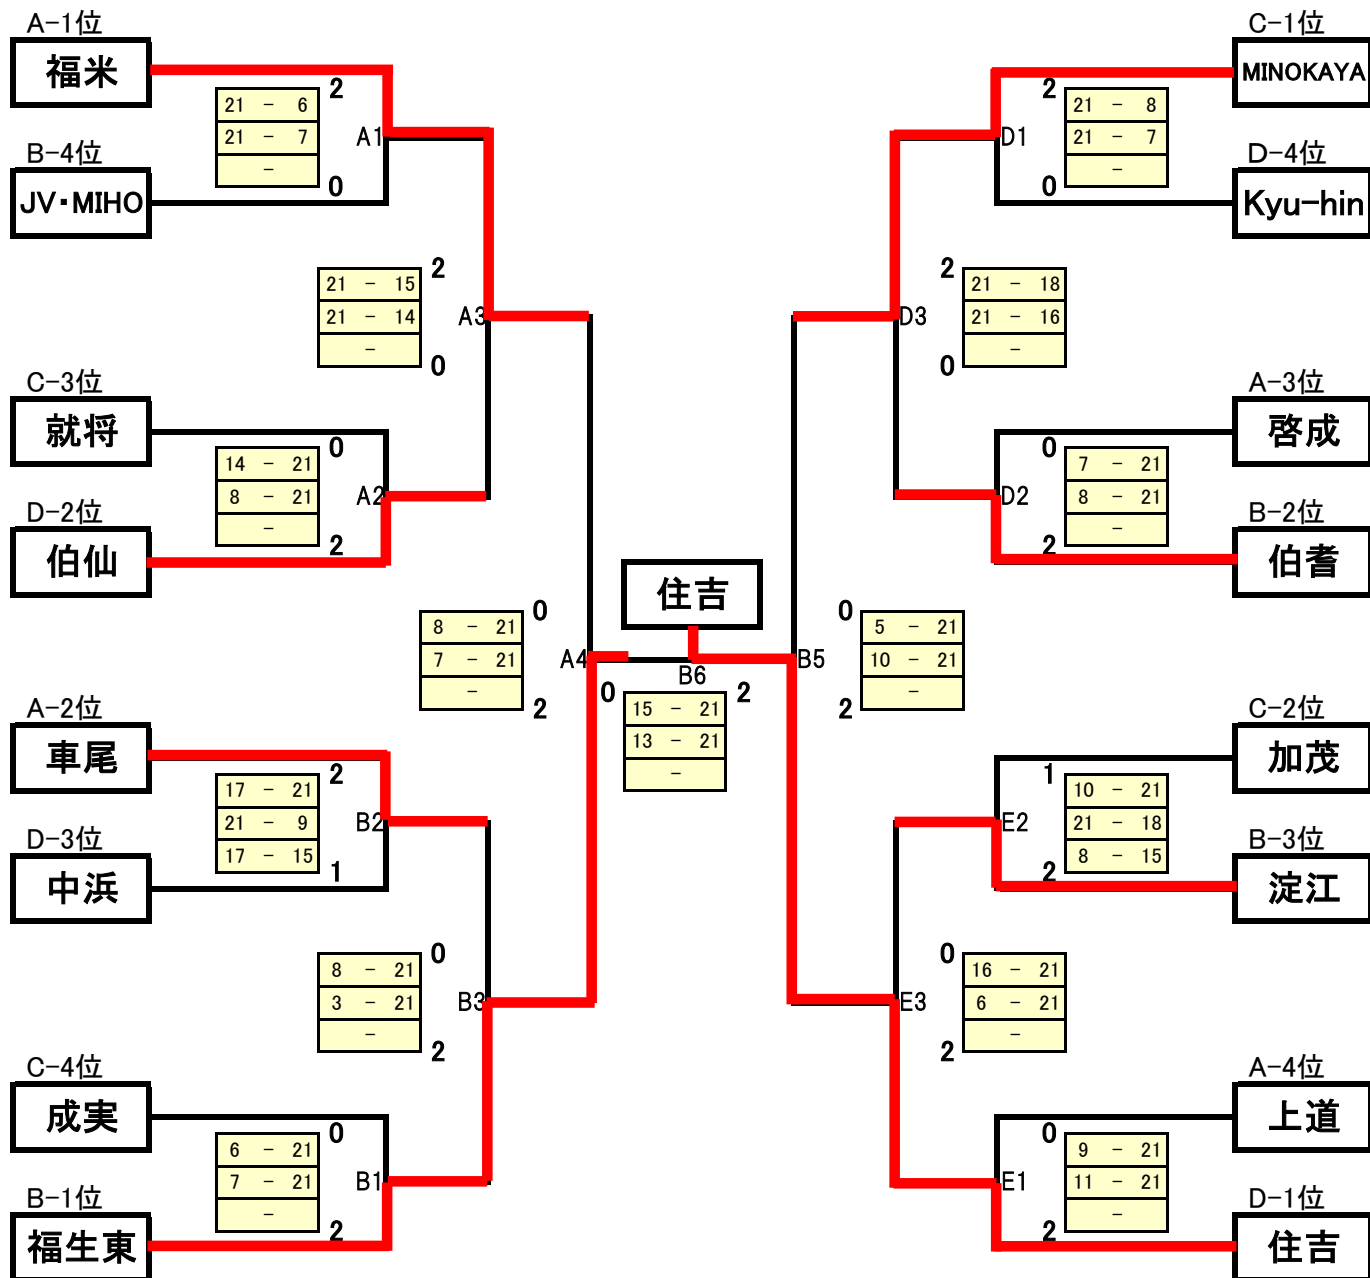 A-1位
福米
21 - 6
21 - 7
-
2
0
A1
B-4位
JV・MIHO
21 - 15
21 - 14
-
2
0
A3
C-3位
就将
14 - 21
8 - 21
-
0
2
A2
D-2位
伯仙
8 - 21
7 - 21
-
0
2
A4
A-2位
車尾
17 - 21
21 - 9
17 - 15
2
1
B2
D-3位
中浜
8 - 21
3 - 21
-
0
2
B3
C-4位
成実
6 - 21
7 - 21
-
0
2
B1
B-1位
福生東
住吉
B6
0
2
15 - 21
13 - 21
-
C-1位
MINOKAYA
2
0
D1
21 - 8
21 - 7
-
D-4位
Kyu-hin
2
0
D3
21 - 18
21 - 16
-
A-3位
啓成
0
2
D2
7 - 21
8 - 21
-
B-2位
伯耆
0
2
B5
5 - 21
10 - 21
-
C-2位
加茂
1
2
E2
10 - 21
21 - 18
8 - 15
B-3位
淀江
0
2
E3
16 - 21
6 - 21
-
A-4位
上道
0
2
E1
9 - 21
11 - 21
-
D-1位
住吉